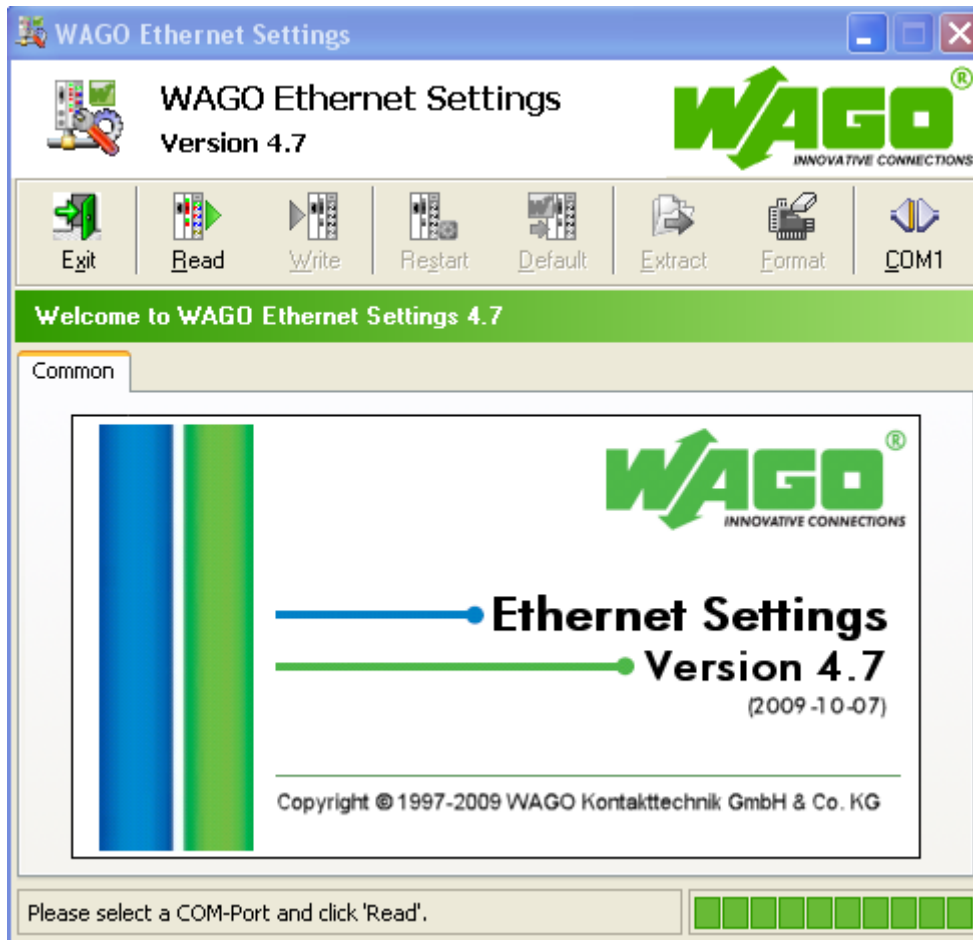 WAGO Ethernet Settings
WAGO Ethernet Settings
Version 4.7
WAGO®
INNOVATIVE CONNECTIONS
Exit Read Write Restart Default Extract Format COM1
Welcome to WAGO Ethernet Settings 4.7
Common
WAGO®
INNOVATIVE CONNECTIONS
Ethernet Settings
Version 4.7
(2009-10-07)
Copyright © 1997-2009 WAGO Kontakttechnik GmbH & Co. KG
Please select a COM-Port and click 'Read'.